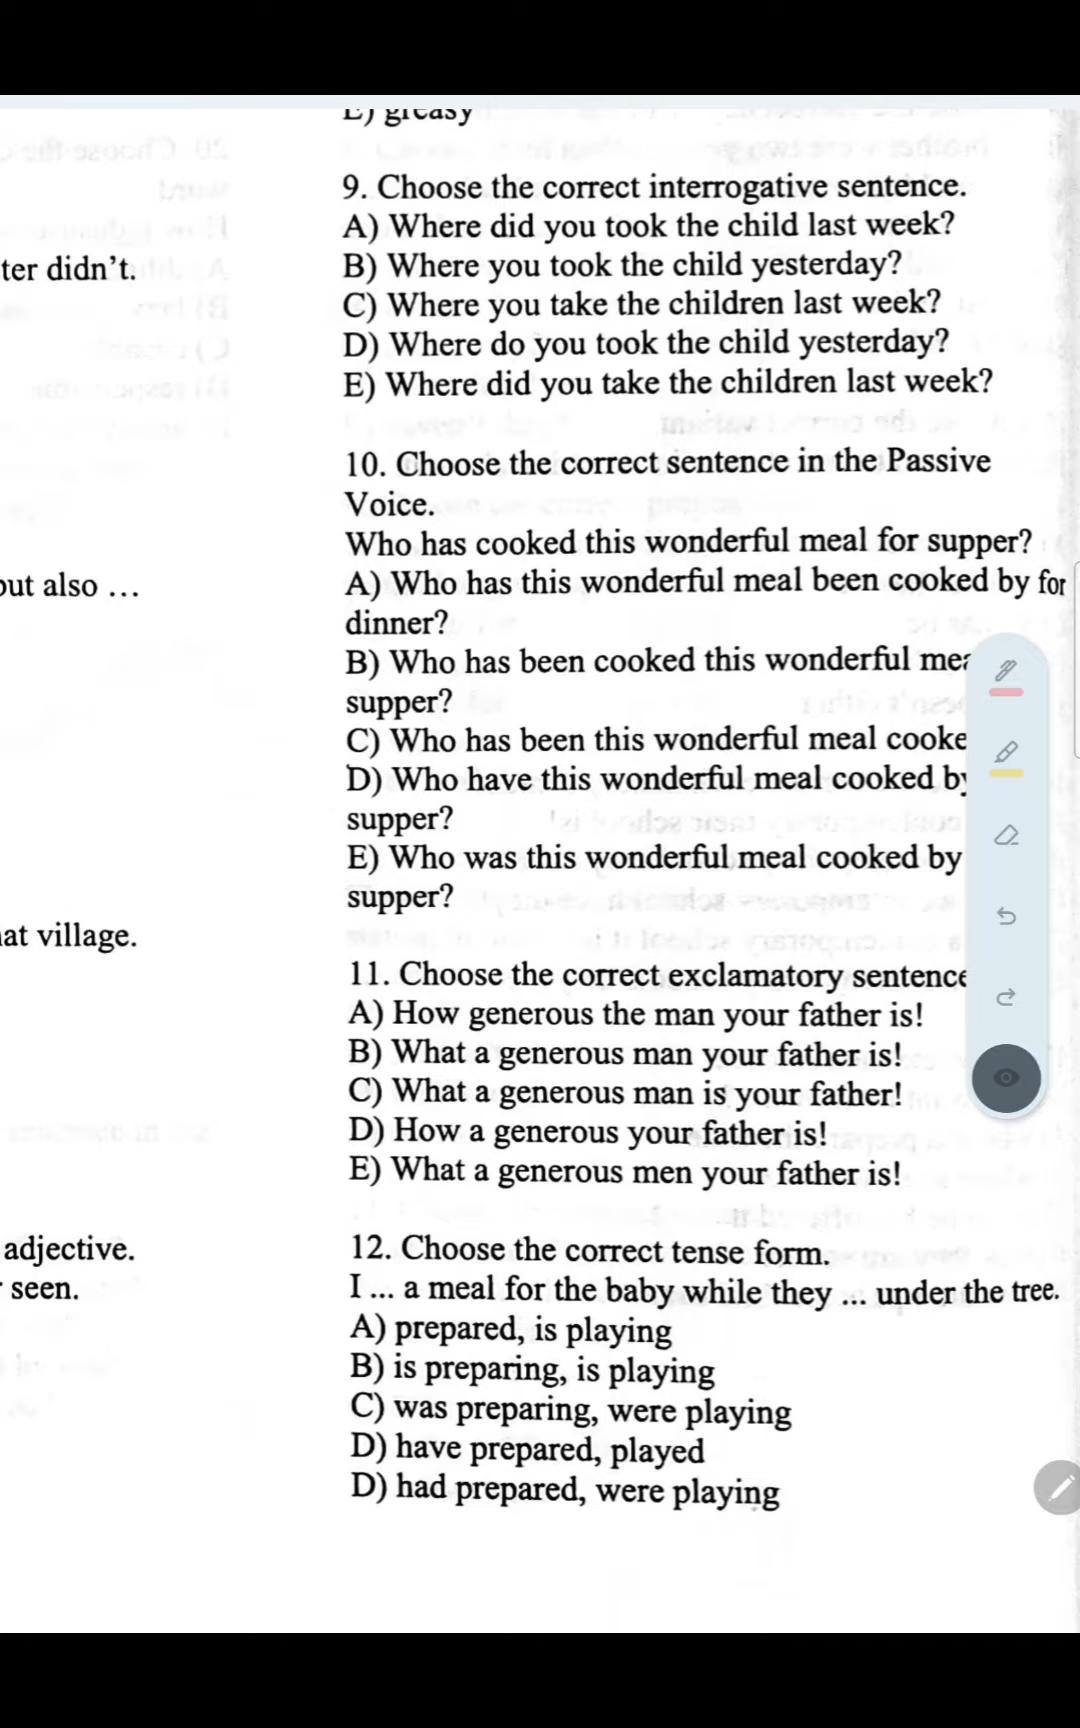 E) greasy
9. Choose the correct interrogative sentence.
A) Where did you took the child last week?
ter didn't.
B) Where you took the child yesterday?
C) Where you take the children last week?
D) Where do you took the child yesterday?
E) Where did you take the children last week?
10. Choose the correct sentence in the Passive
Voice.
Who has cooked this wonderful meal for supper?
out also ...
A) Who has this wonderful meal been cooked by for
dinner?
B) Who has been cooked this wonderful mea
supper?
C) Who has been this wonderful meal cooke
D) Who have this wonderful meal cooked by
supper?
E) Who was this wonderful meal cooked by
supper?
at village.
11. Choose the correct exclamatory sentence
A) How generous the man your father is!
B) What a generous man your father is!
C) What a generous man is your father!
D) How a generous your father is!
E) What a generous men your father is!
adjective.
12. Choose the correct tense form.
seen.
I ... a meal for the baby while they ... under the tree.
A) prepared, is playing
B) is preparing, is playing
C) was preparing, were playing
D) have prepared, played
D) had prepared, were playing